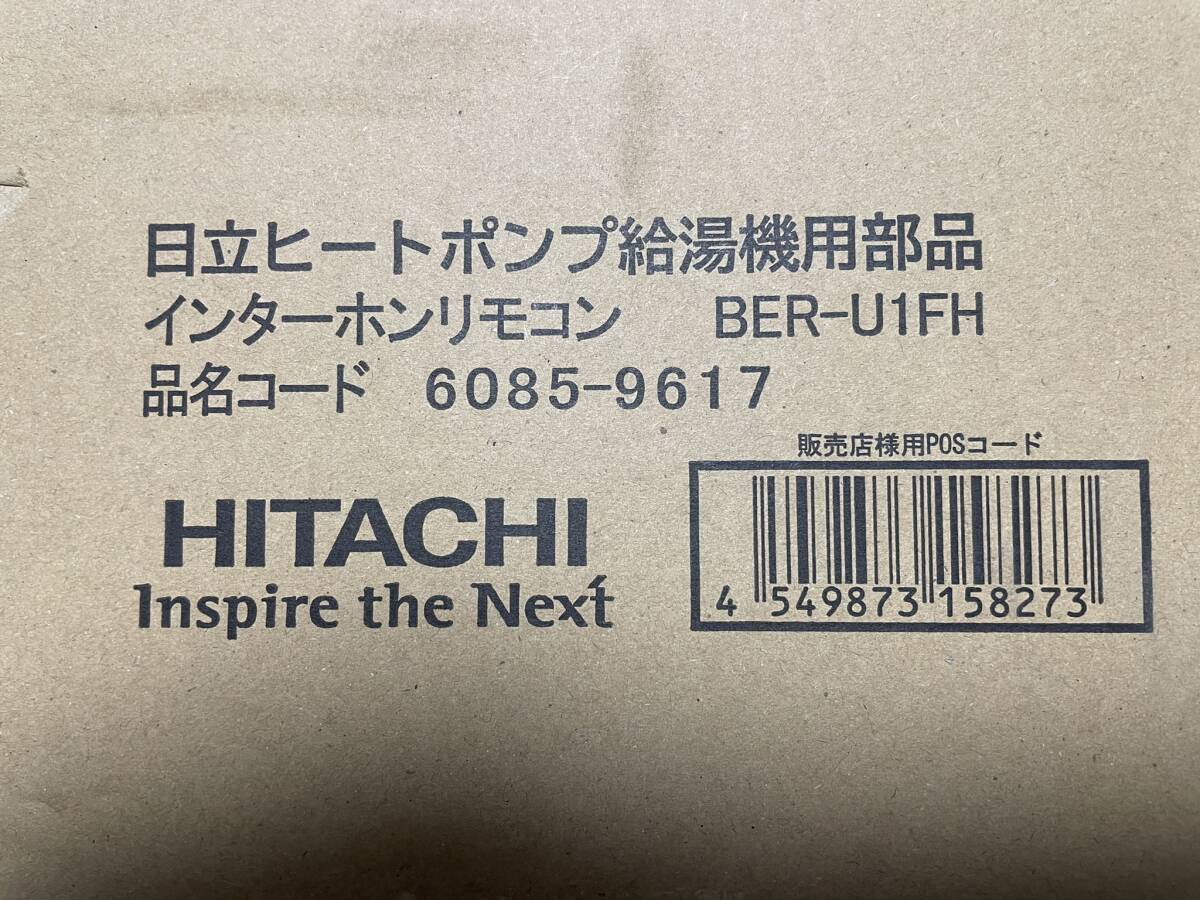 日立ヒートポンプ給湯機用部品
インターホンリモコン BER-U1FH
品名コード 6085-9617
販売店様用POSコード
4 549873 158273
HITACHI
Inspire the Next